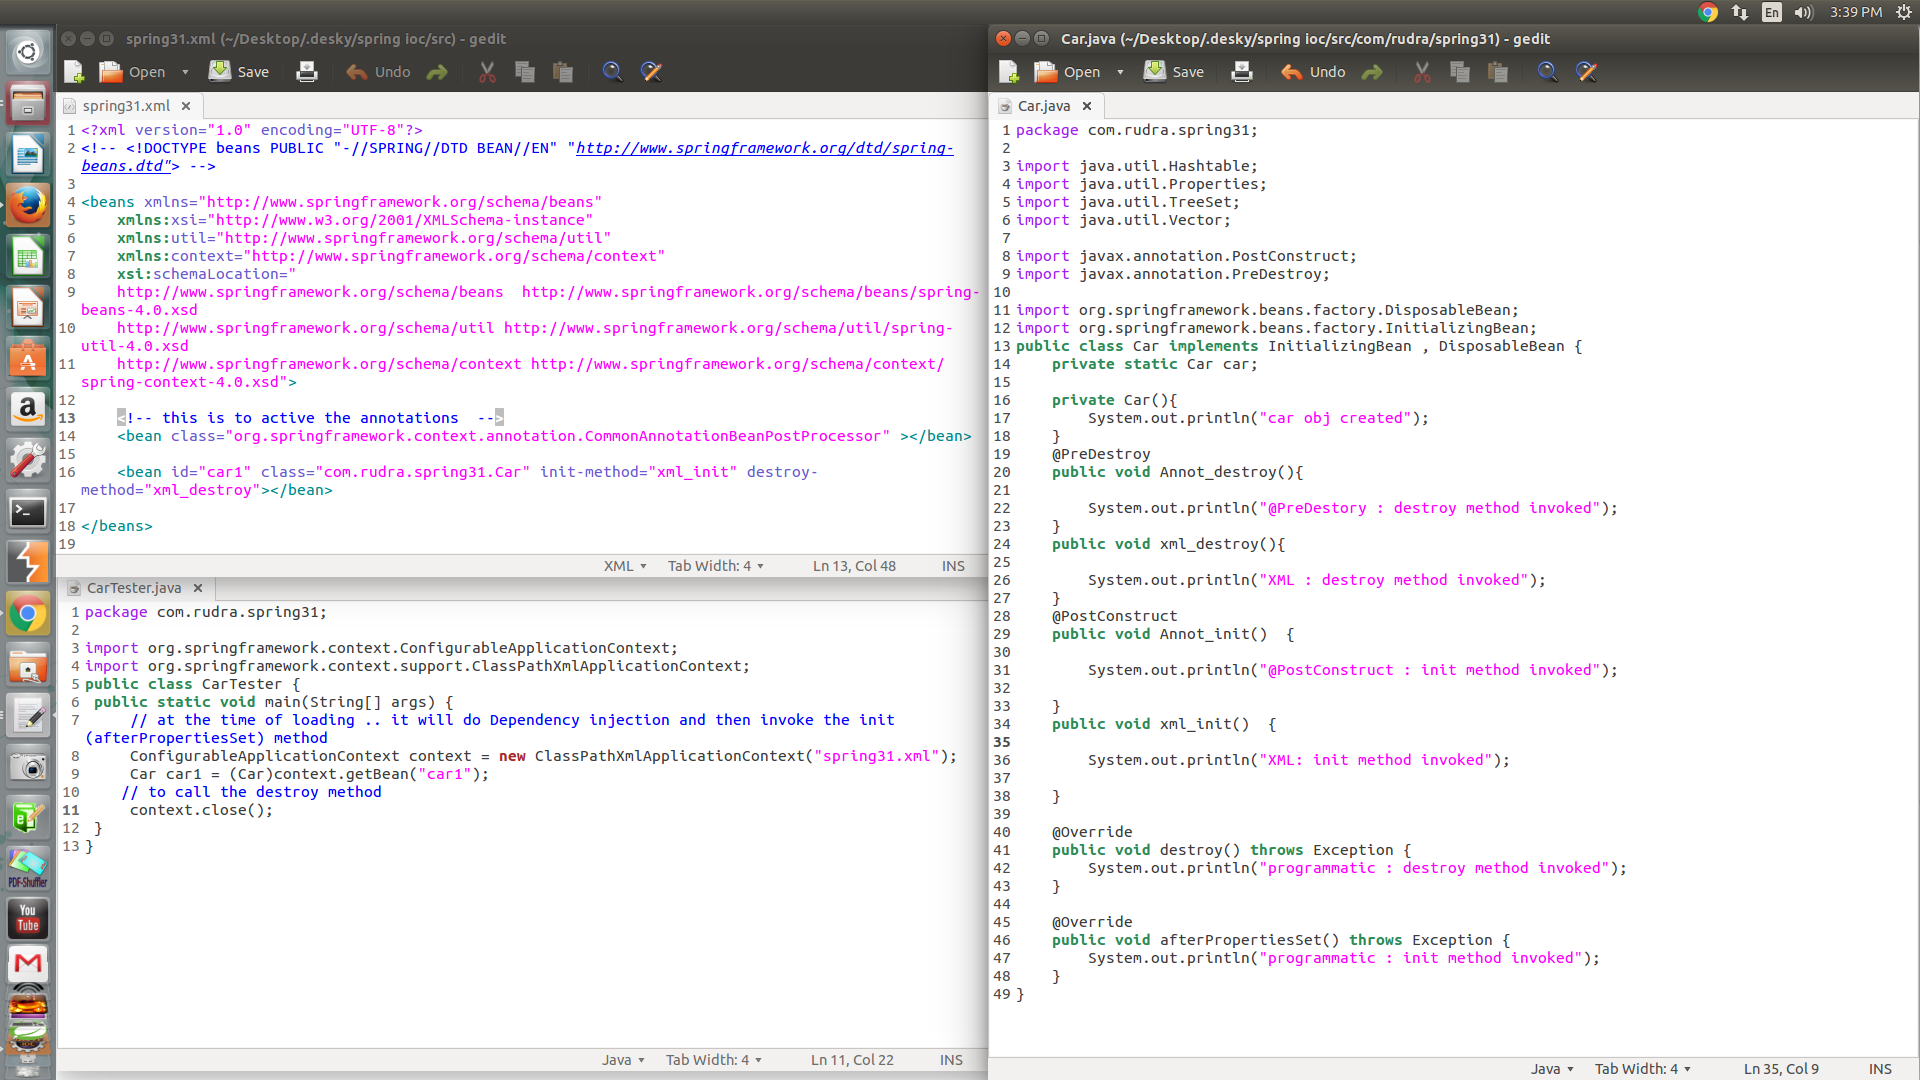 En 3:39 PM
spring31.xml (~/Desktop/.desky/spring ioc/src) - gedit
Open Save Undo
spring31.xml
1 <?xml version="1.0" encoding="UTF-8"?>
2 <!-- <!DOCTYPE beans PUBLIC "-//SPRING//DTD BEAN//EN" "http://www.springframework.org/dtd/spring-
beans.dtd"> -->
3
4 <beans xmlns="http://www.springframework.org/schema/beans"
5 xmlns:xsi="http://www.w3.org/2001/XMLSchema-instance"
6 xmlns:util="http://www.springframework.org/schema/util"
7 xmlns:context="http://www.springframework.org/schema/context"
8 xsi:schemaLocation="
9 http://www.springframework.org/schema/beans  http://www.springframework.org/schema/beans/spring-
beans-4.0.xsd
10 http://www.springframework.org/schema/util http://www.springframework.org/schema/util/spring-
util-4.0.xsd
11 http://www.springframework.org/schema/context http://www.springframework.org/schema/context/
spring-context-4.0.xsd">
12
13 <!-- this is to active the annotations  -->
14 <bean class="org.springframework.context.annotation.CommonAnnotationBeanPostProcessor" ></bean>
15
16 <bean id="car1" class="com.rudra.spring31.Car" init-method="xml_init" destroy-
method="xml_destroy"></bean>
17
18 </beans>
19
XML Tab Width: 4 Ln 13, Col 48 INS
CarTester.java
1 package com.rudra.spring31;
2
3 import org.springframework.context.ConfigurableApplicationContext;
4 import org.springframework.context.support.ClassPathXmlApplicationContext;
5 public class CarTester {
6 public static void main(String[] args) {
7 // at the time of loading .. it will do Dependency injection and then invoke the init
(afterPropertiesSet) method
8 ConfigurableApplicationContext context = new ClassPathXmlApplicationContext("spring31.xml");
9 Car car1 = (Car)context.getBean("car1");
10 // to call the destroy method
11 context.close();
12 }
13 }
Java Tab Width: 4 Ln 11, Col 22 INS
Car.java (~/Desktop/.desky/spring ioc/src/com/rudra/spring31) - gedit
Open Save Undo
Car.java
1 package com.rudra.spring31;
2
3 import java.util.Hashtable;
4 import java.util.Properties;
5 import java.util.TreeSet;
6 import java.util.Vector;
7
8 import javax.annotation.PostConstruct;
9 import javax.annotation.PreDestroy;
10
11 import org.springframework.beans.factory.DisposableBean;
12 import org.springframework.beans.factory.InitializingBean;
13 public class Car implements InitializingBean , DisposableBean {
14 private static Car car;
15
16 private Car(){
17 System.out.println("car obj created");
18 }
19 @PreDestroy
20 public void Annot_destroy(){
21
22 System.out.println("@PreDestory : destroy method invoked");
23 }
24 public void xml_destroy(){
25
26 System.out.println("XML : destroy method invoked");
27 }
28 @PostConstruct
29 public void Annot_init()  {
30
31 System.out.println("@PostConstruct : init method invoked");
32
33 }
34 public void xml_init()  {
35
36 System.out.println("XML: init method invoked");
37
38 }
39
40 @Override
41 public void destroy() throws Exception {
42 System.out.println("programmatic : destroy method invoked");
43 }
44
45 @Override
46 public void afterPropertiesSet() throws Exception {
47 System.out.println("programmatic : init method invoked");
48 }
49 }
Java Tab Width: 4 Ln 35, Col 9 INS
a
PDF-Shuffler
You
Tube